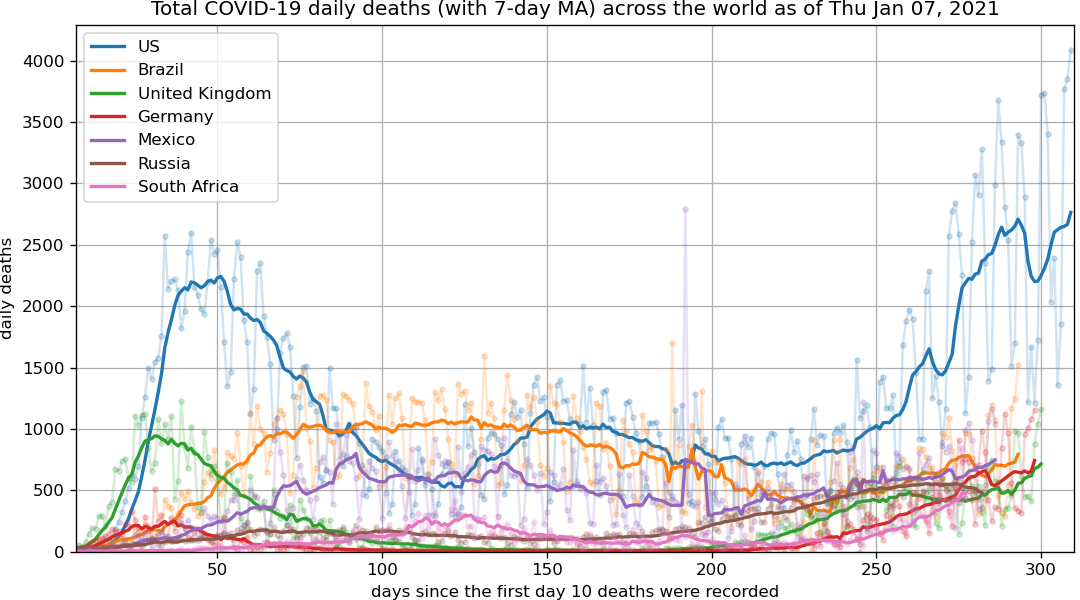 Total COVID-19 daily deaths (with 7-day MA) across the world as of Thu Jan 07, 2021
US
Brazil
United Kingdom
Germany
Mexico
Russia
South Africa
daily deaths
4000
3500
3000
2500
2000
1500
1000
500
0
50
100
150
200
250
300
days since the first day 10 deaths were recorded